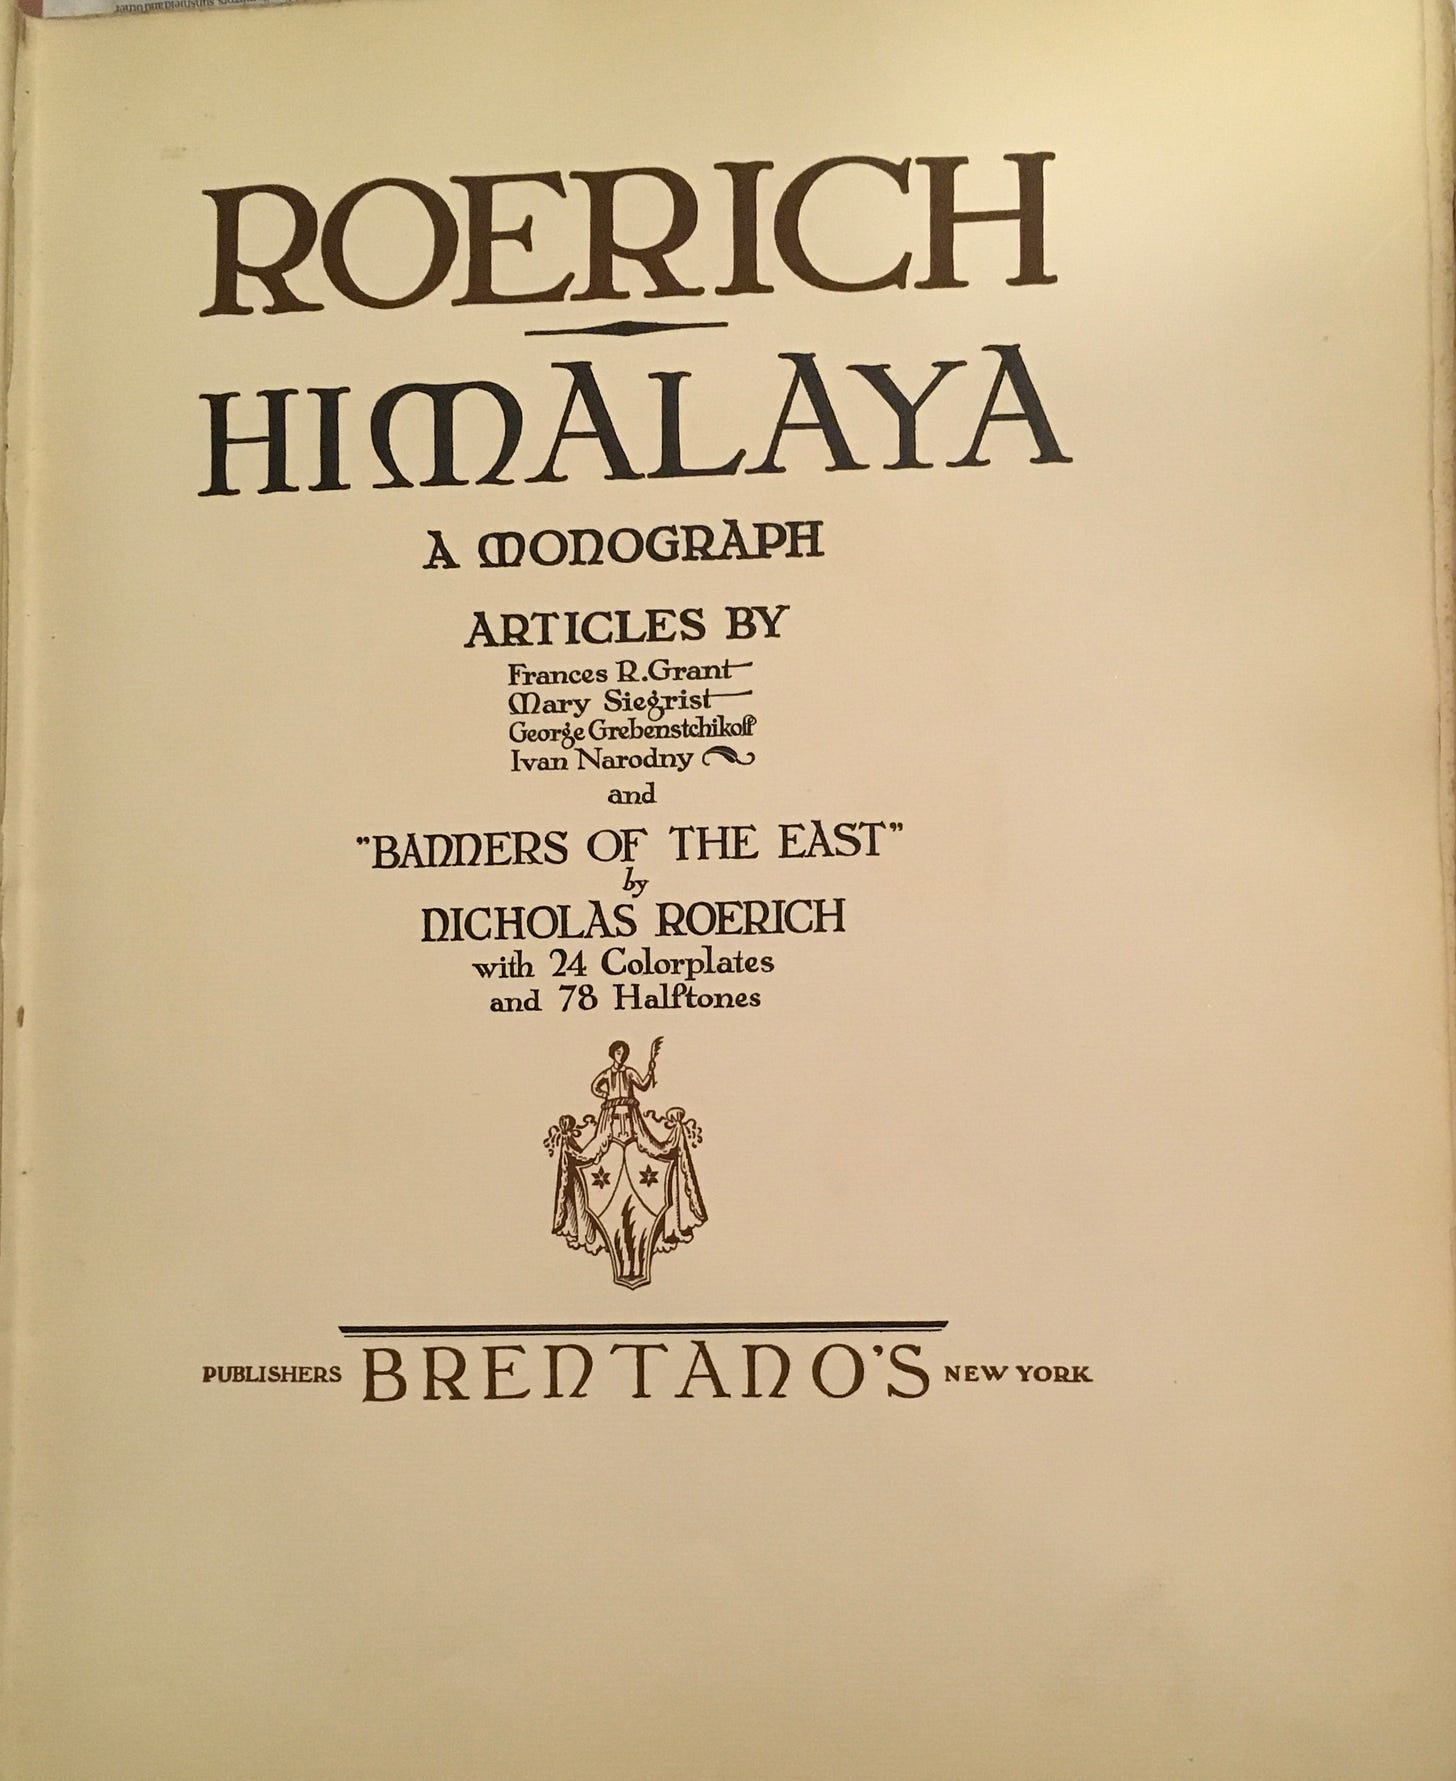 ROERICH
HIMALAYA
A MONOGRAPH
ARTICLES BY
Frances R. Grant
Mary Siegrist
George Grebenstchikoff
Ivan Narodny
and
"BANNERS OF THE EAST"
by
NICHOLAS ROERICH
with 24 Colorplates
and 78 Halftones
PUBLISHERS BRENTANO'S NEW YORK